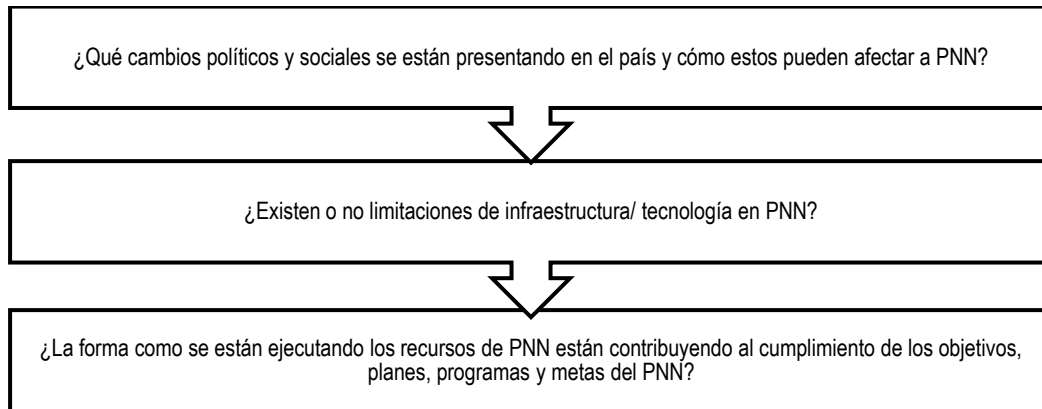 ¿Qué cambios políticos y sociales se están presentando en el país y cómo estos pueden afectar a PNN?
¿Existen o no limitaciones de infraestructura/ tecnología en PNN?
¿La forma como se están ejecutando los recursos de PNN están contribuyendo al cumplimiento de los objetivos,
planes, programas y metas del PNN?